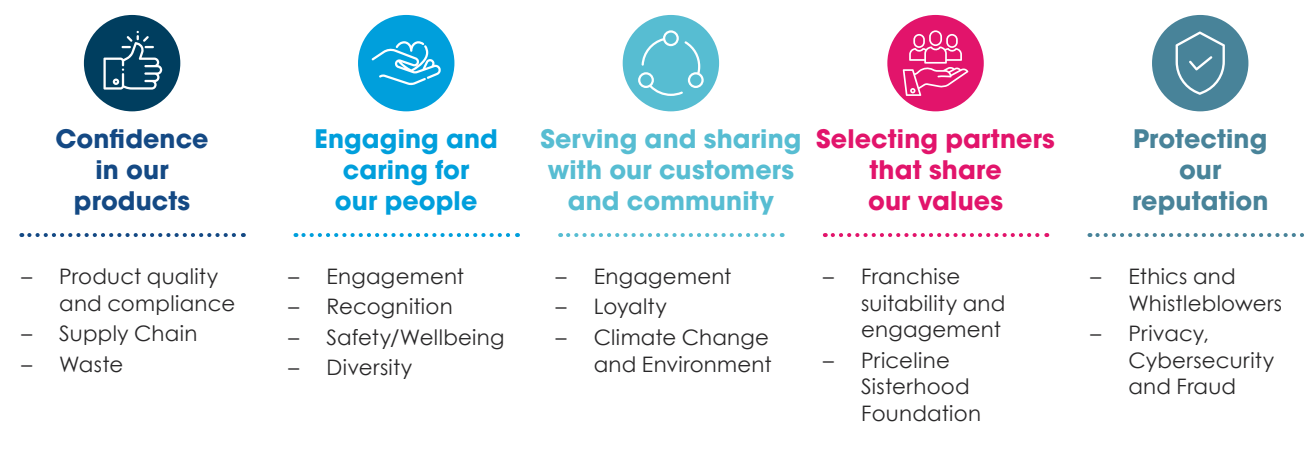 Confidence
in our
products
– Product quality
and compliance
– Supply Chain
– Waste
Engaging and
caring for
our people
– Engagement
– Recognition
– Safety/Wellbeing
– Diversity
Serving and sharing
with our customers
and community
– Engagement
– Loyalty
– Climate Change
and Environment
Selecting partners
that share
our values
– Franchise
suitability and
engagement
– Priceline
Sisterhood
Foundation
Protecting
our
reputation
– Ethics and
Whistleblowers
– Privacy,
Cybersecurity
and Fraud